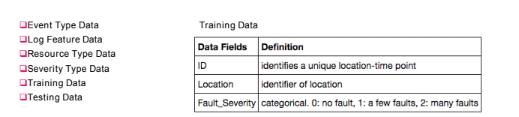 ❑Event Type Data
❑Log Feature Data
❑Resource Type Data
❑Severity Type Data
❑Training Data
❑Testing Data
Training Data
Data Fields Definition
ID identifies a unique location-time point
Location identifier of location
Fault_Severity categorical. 0: no fault, 1: a few faults, 2: many faults